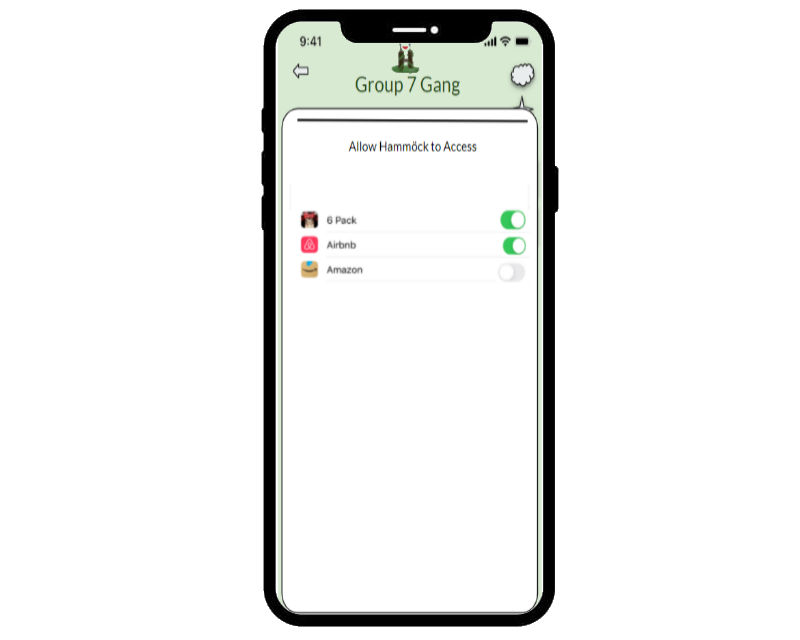 9:41
Group 7 Gang
Allow Hammöck to Access
6 Pack
Airbnb
Amazon